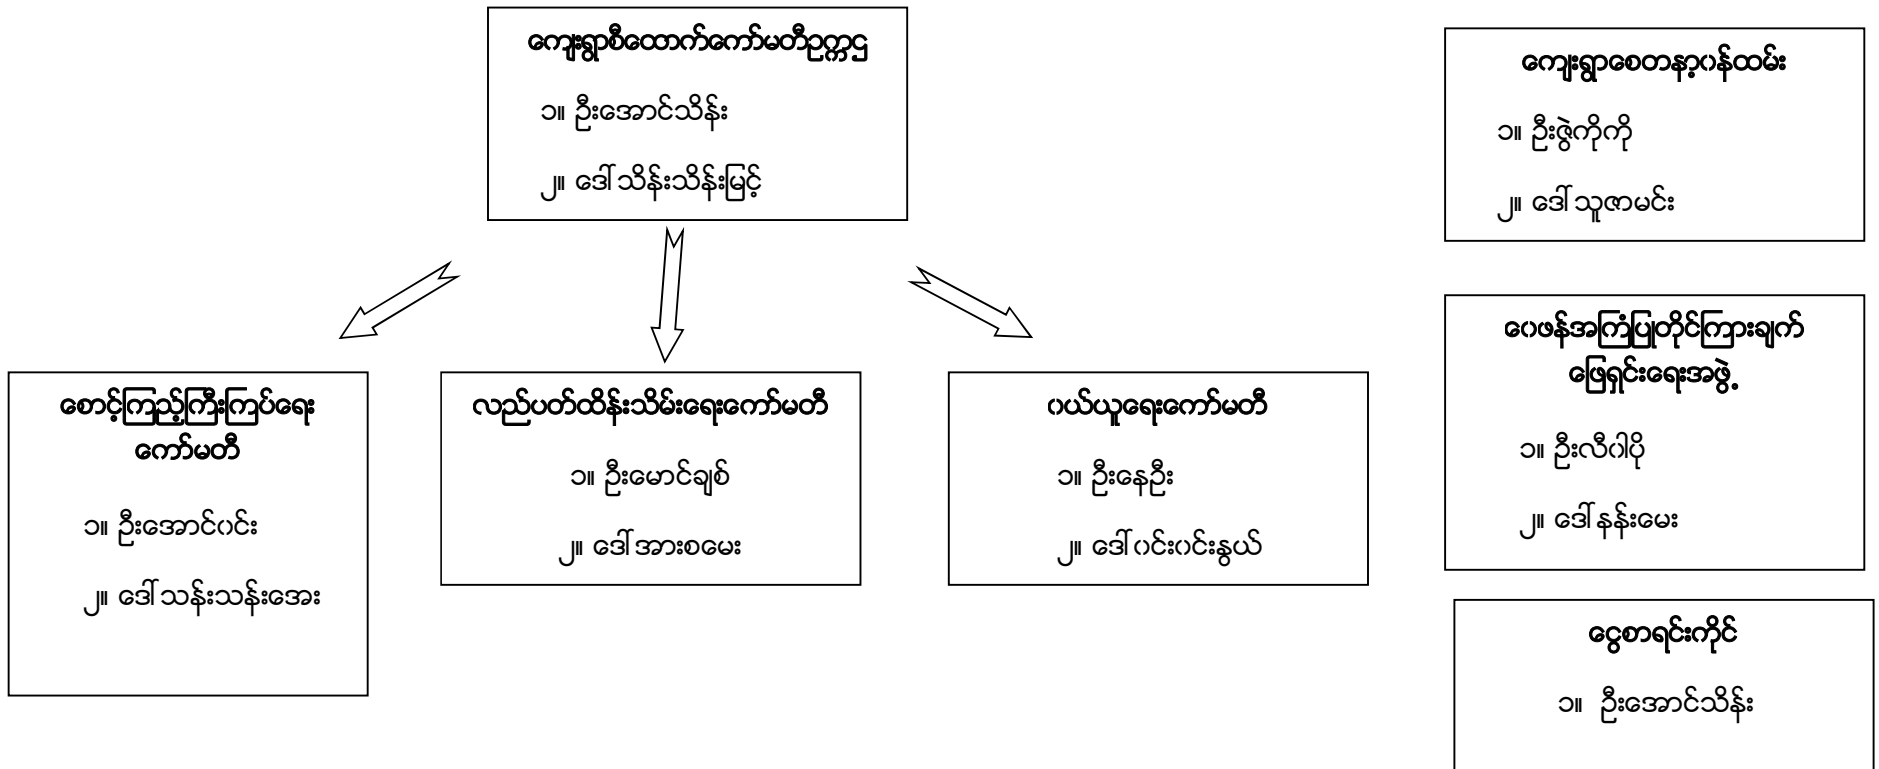 ကျေးရွာစီထောက်ကော်မတီဥက္ကဌ
၁။ ဦးအောင်သိန်း
၂။ ဒေါ်သိန်းသိန်းမြင့်
စောင့်ကြည့်ကြီးကြပ်ရေး
ကော်မတီ
၁။ ဦးအောင်ဝင်း
၂။ ဒေါ်သန်းသန်းအေး
လည်ပတ်ထိန်းသိမ်းရေးကော်မတီ
၁။ ဦးမောင်ချစ်
၂။ ဒေါ်အားစမေး
ဝယ်ယူရေးကော်မတီ
၁။ ဦးနေဦး
၂။ ဒေါ်ဝင်းဝင်းနွယ်
ကျေးရွာစေတနာ့ဝန်ထမ်း
၁။ ဦးဇွဲကိုကို
၂။ ဒေါ်သူဇာမင်း
ဝေဖန်အကြံပြုတိုင်ကြားချက်
ဖြေရှင်းရေးအဖွဲ့
၁။ ဦးလီဝါပို
၂။ ဒေါ်နန်းမေး
ငွေစာရင်းကိုင်
၁။ ဦးအောင်သိန်း